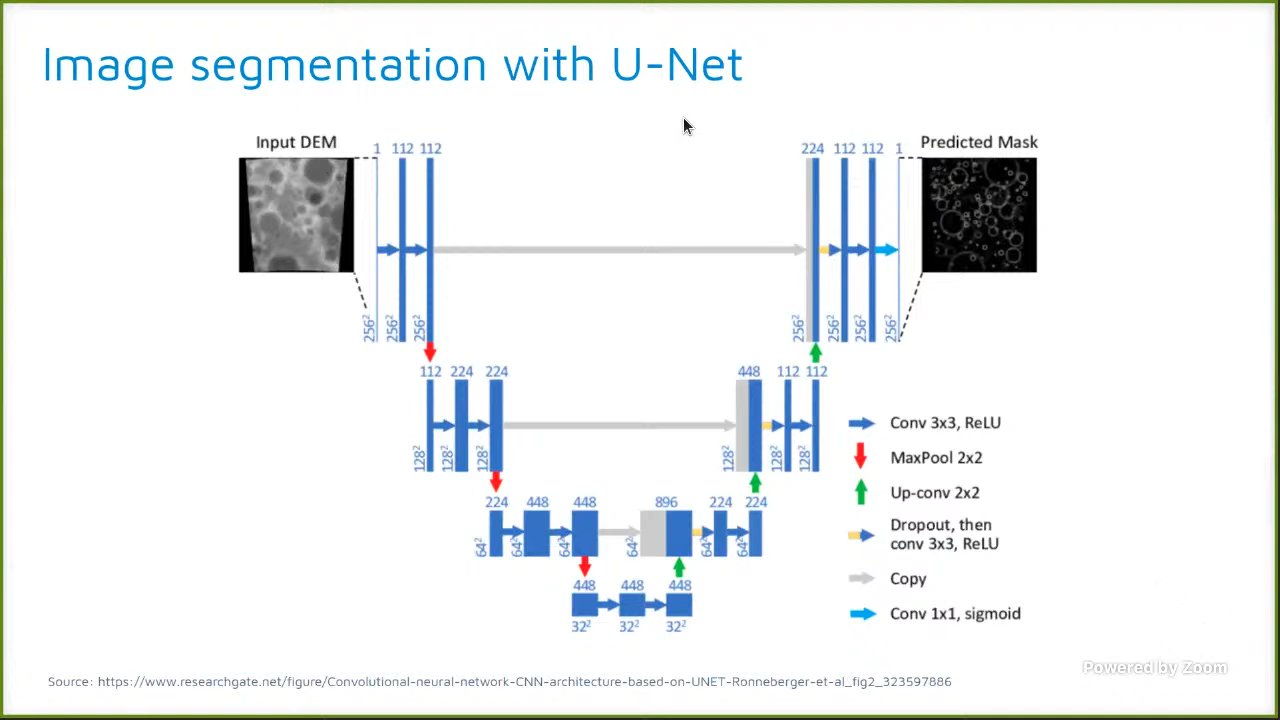 Image segmentation with U-Net
Input DEM
Predicted Mask
1 112 112
224 112 112 1
256² 256² 256²
256² 256² 256² 256²
112 224 224
448 112 112
128² 128² 128²
128² 128² 128²
Conv 3x3, ReLU
MaxPool 2x2
Up-conv 2x2
Dropout, then
conv 3x3, ReLU
Copy
Conv 1x1, sigmoid
224 448 448 896 224 224
64² 64² 64² 64² 64² 64²
448 448 448
32² 32² 32²
Powered by Zoom
Source: https://www.researchgate.net/figure/Convolutional-neural-network-CNN-architecture-based-on-UNET-Ronneberger-et-al_fig2_323597886